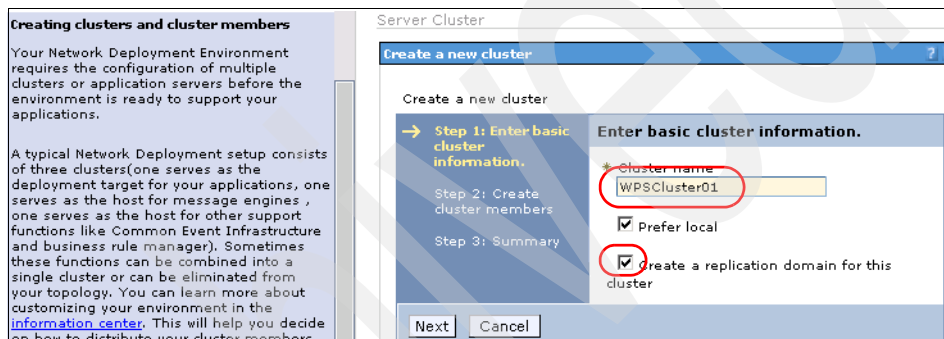 Creating clusters and cluster members
Your Network Deployment Environment
requires the configuration of multiple
clusters or application servers before the
environment is ready to support your
applications.
A typical Network Deployment setup consists
of three clusters(one serves as the
deployment target for your applications, one
serves as the host for message engines ,
one serves as the host for other support
functions like Common Event Infrastructure
and business rule manager). Sometimes
these functions can be combined into a
single cluster or can be eliminated from
your topology. You can learn more about
customizing your environment in the
information center. This will help you decide
on how to distribute your cluster members
Server Cluster
Create a new cluster
?
Create a new cluster
Step 1: Enter basic
cluster
information.
Step 2: Create
cluster members
Step 3: Summary
Enter basic cluster information.
* Cluster name
WPSCluster01
Prefer local
Create a replication domain for this
cluster
Next Cancel